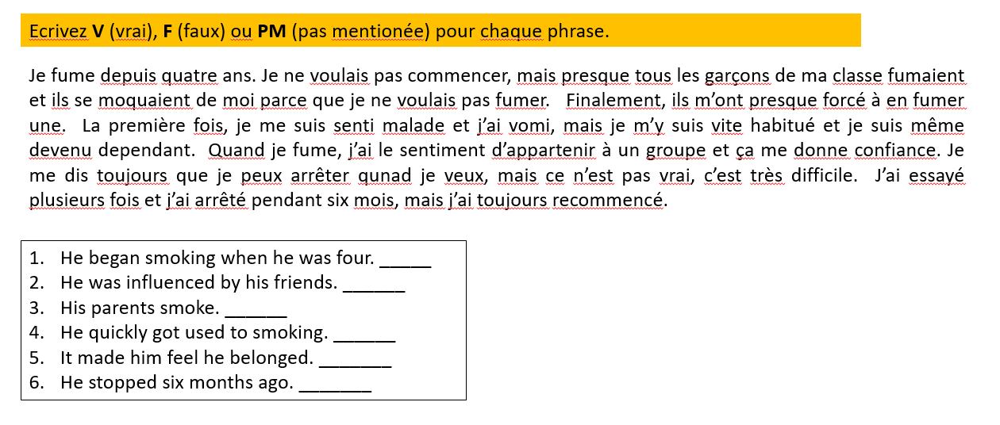 Ecrivez V (vrai), F (faux) ou PM (pas mentionée) pour chaque phrase.
Je fume depuis quatre ans. Je ne voulais pas commencer, mais presque tous les garçons de ma classe fumaient
et ils se moquaient de moi parce que je ne voulais pas fumer. Finalement, ils m’ont presque forcé à en fumer
une. La première fois, je me suis senti malade et j’ai vomi, mais je m’y suis vite habitué et je suis même
devenu dependant. Quand je fume, j’ai le sentiment d’appartenir à un groupe et ça me donne confiance. Je
me dis toujours que je peux arrêter qunad je veux, mais ce n’est pas vrai, c’est très difficile. J’ai essayé
plusieurs fois et j’ai arrêté pendant six mois, mais j’ai toujours recommencé.
1. He began smoking when he was four. _____
2. He was influenced by his friends. ______
3. His parents smoke. ______
4. He quickly got used to smoking. ______
5. It made him feel he belonged. _______
6. He stopped six months ago. _______